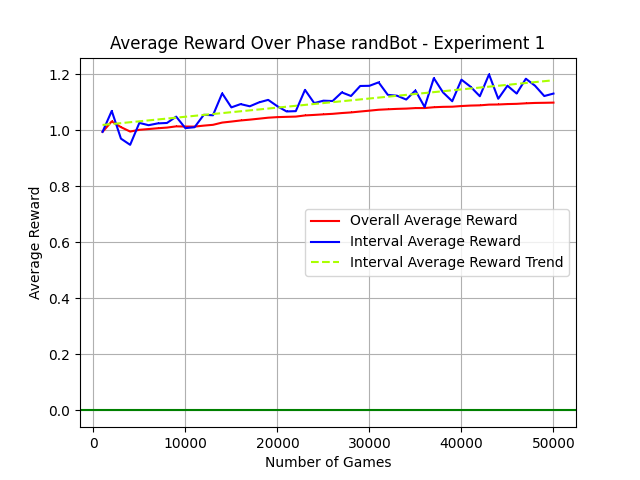 Average Reward Over Phase randBot - Experiment 1
Average Reward
1.2
1.0
0.8
0.6
0.4
0.2
0.0
Overall Average Reward
Interval Average Reward
Interval Average Reward Trend
0 10000 20000 30000 40000 50000
Number of Games